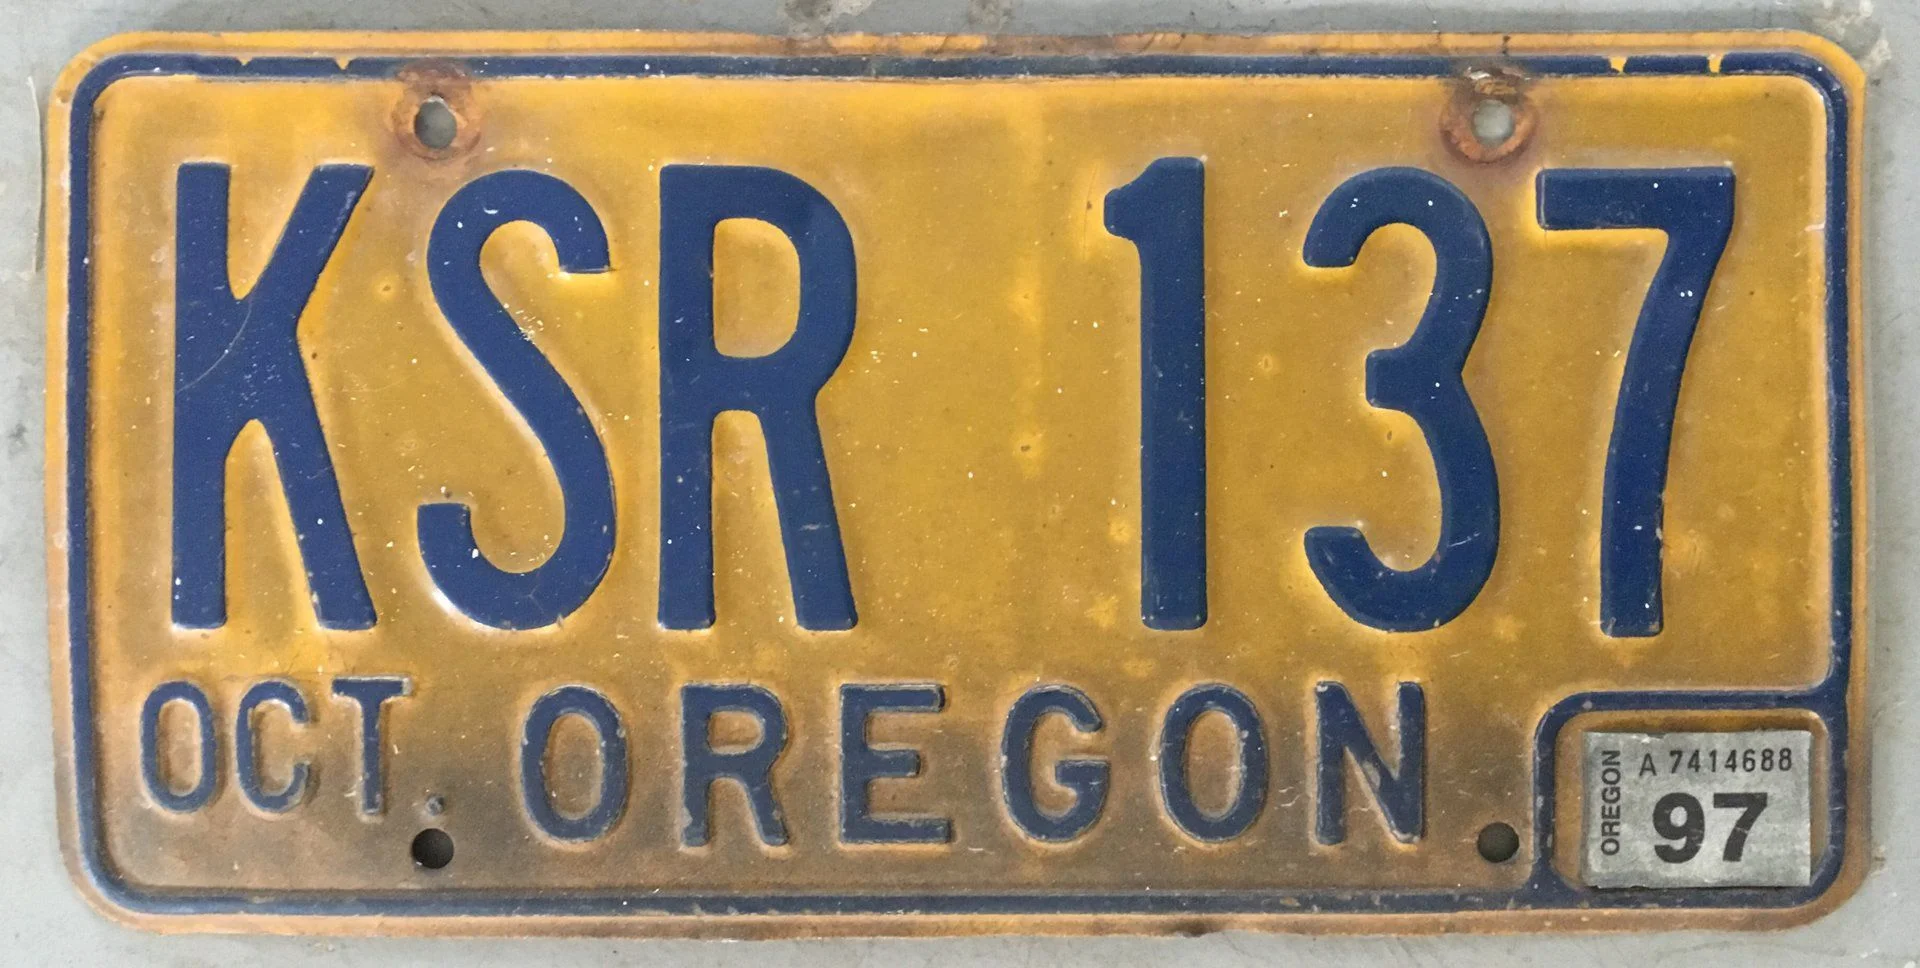 KSR 137
OCT. OREGON
OREGON
A 7414688
97